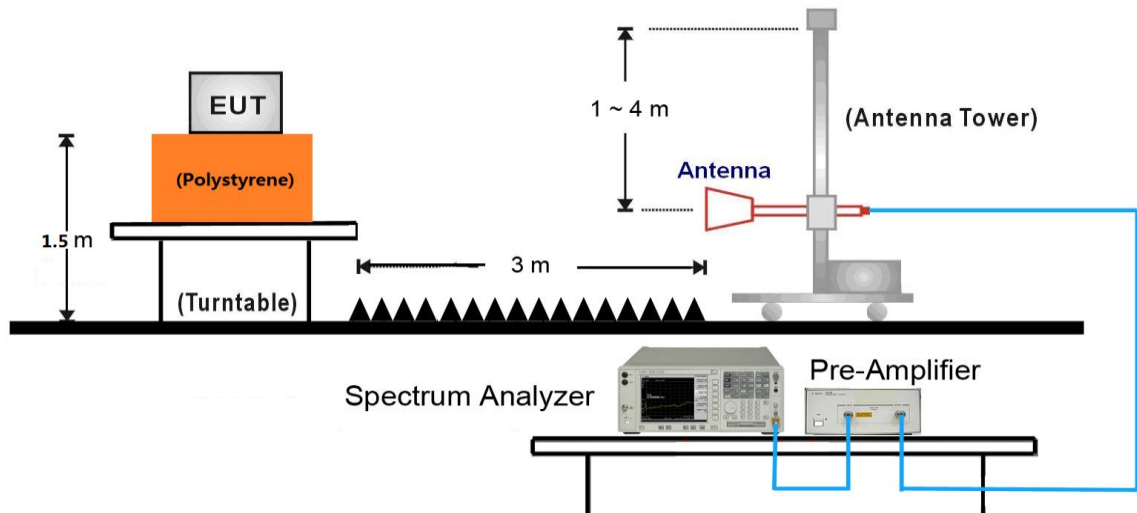 EUT
(Polystyrene)
1.5 m
(Turntable)
3 m
1 ~ 4 m
Antenna
(Antenna Tower)
Spectrum Analyzer
Pre-Amplifier